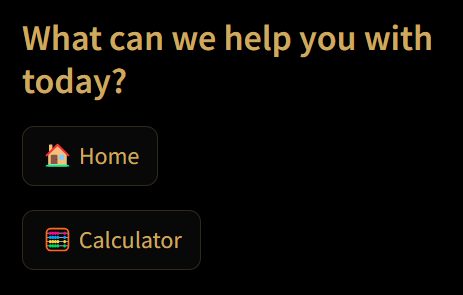 What can we help you with
today?
Home
Calculator